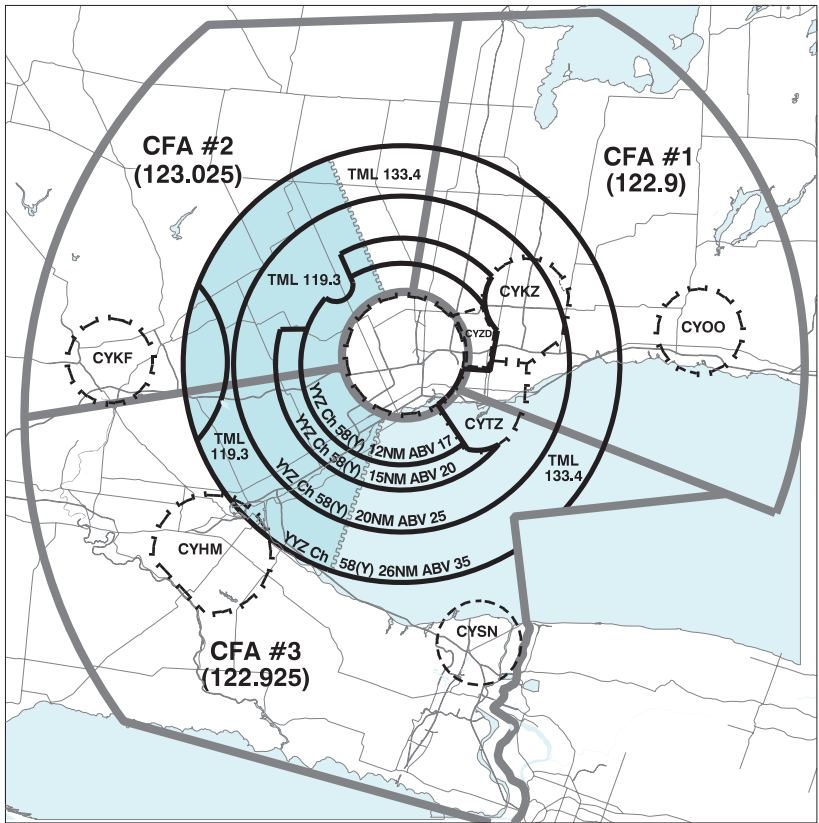 CFA #2
(123.025)
TML 133.4
CFA #1
(122.9)
TML 119.3
CYKZ
CYZD
CYOO
CYKF
CYTZ
TML
119.3
YYZ Ch 58(Y) 12NM ABV 17
YYZ Ch 58(Y) 15NM ABV 20
TML
133.4
YYZ Ch 58(Y) 20NM ABV 25
CYHM
YYZ Ch 58(Y) 26NM ABV 35
CYSN
CFA #3
(122.925)